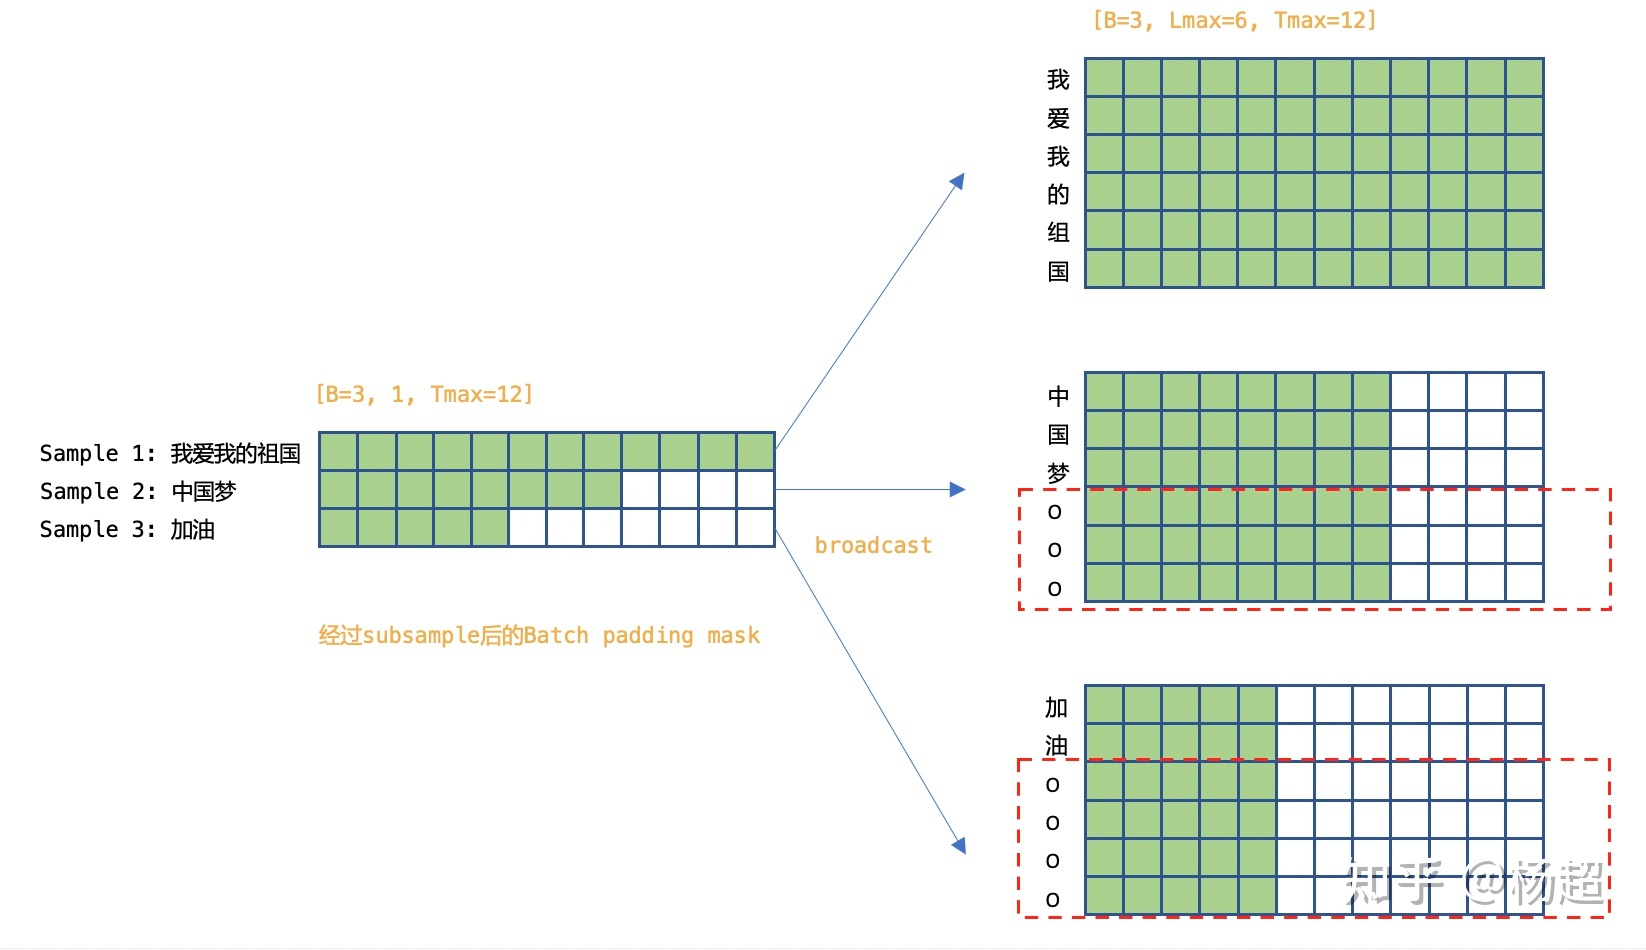 [B=3, Lmax=6, Tmax=12]
我
爱
我
的
组
国
[B=3, 1, Tmax=12]
Sample 1: 我爱我的祖国
Sample 2: 中国梦
Sample 3: 加油
broadcast
经过subsample后的Batch padding mask
中
国
梦
o
o
o
加
油
o
o
o
o
知乎 @杨超